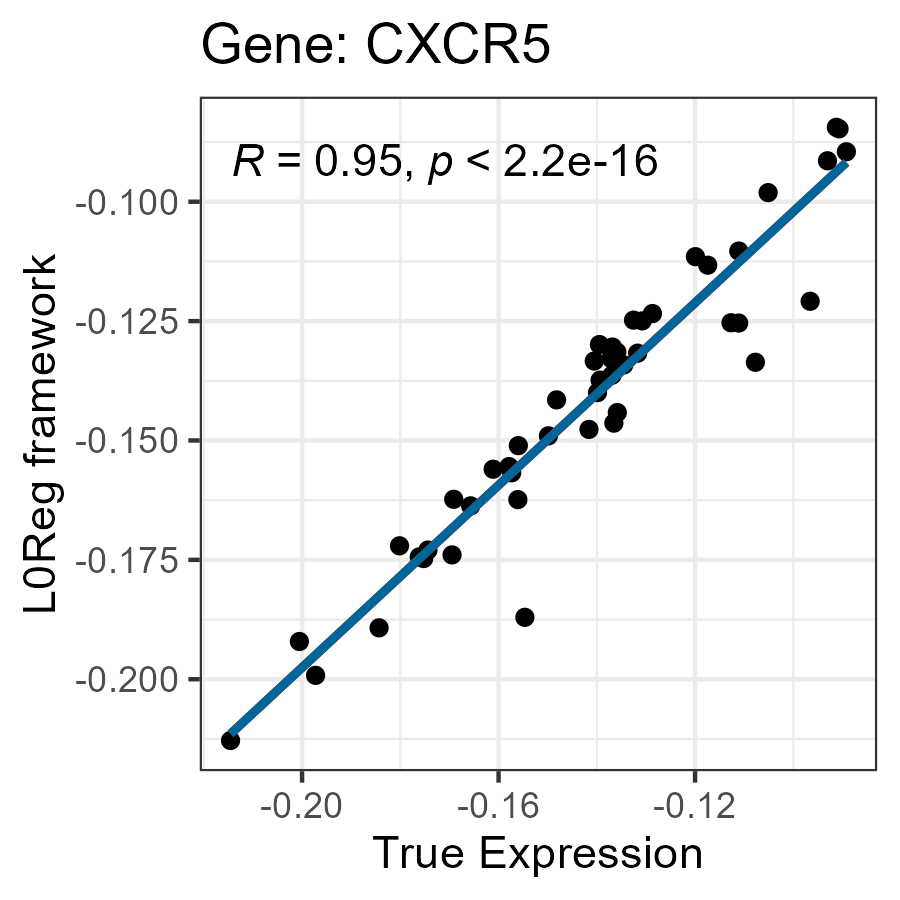 Gene: CXCR5
R = 0.95, p < 2.2e-16
L0Reg framework
-0.100
-0.125
-0.150
-0.175
-0.200
-0.20 -0.16 -0.12
True Expression